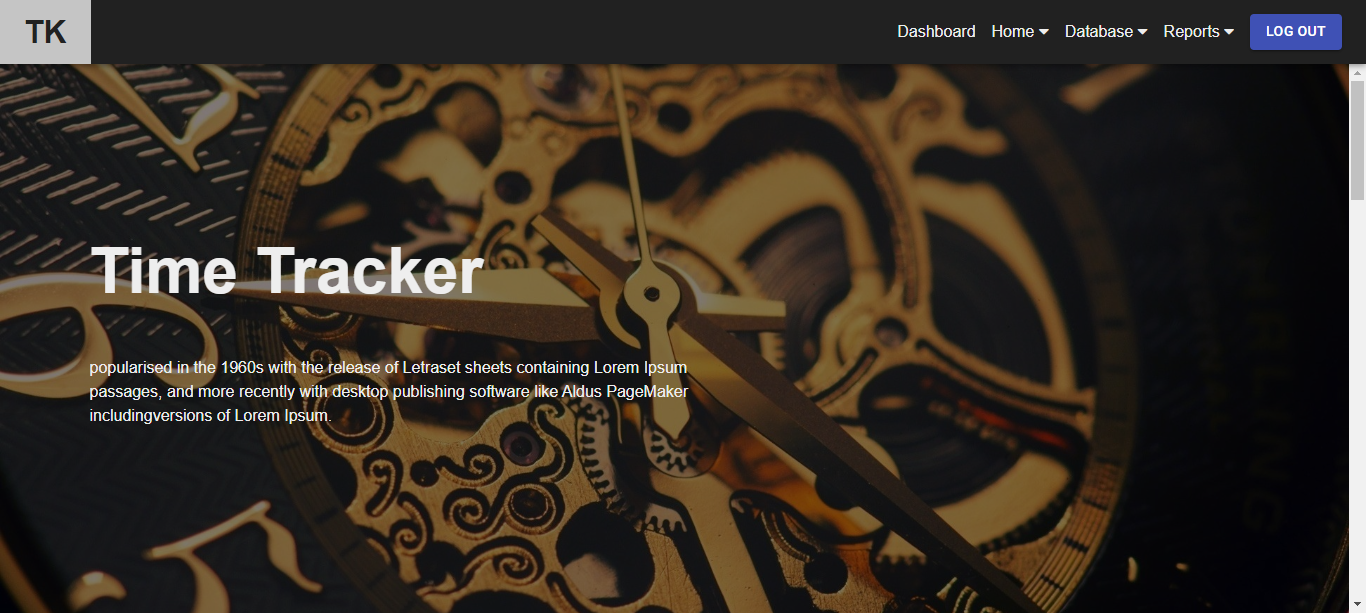 TK
Dashboard Home Database Reports LOG OUT
Time Tracker
popularised in the 1960s with the release of Letraset sheets containing Lorem Ipsum
passages, and more recently with desktop publishing software like Aldus PageMaker
includingversions of Lorem Ipsum.